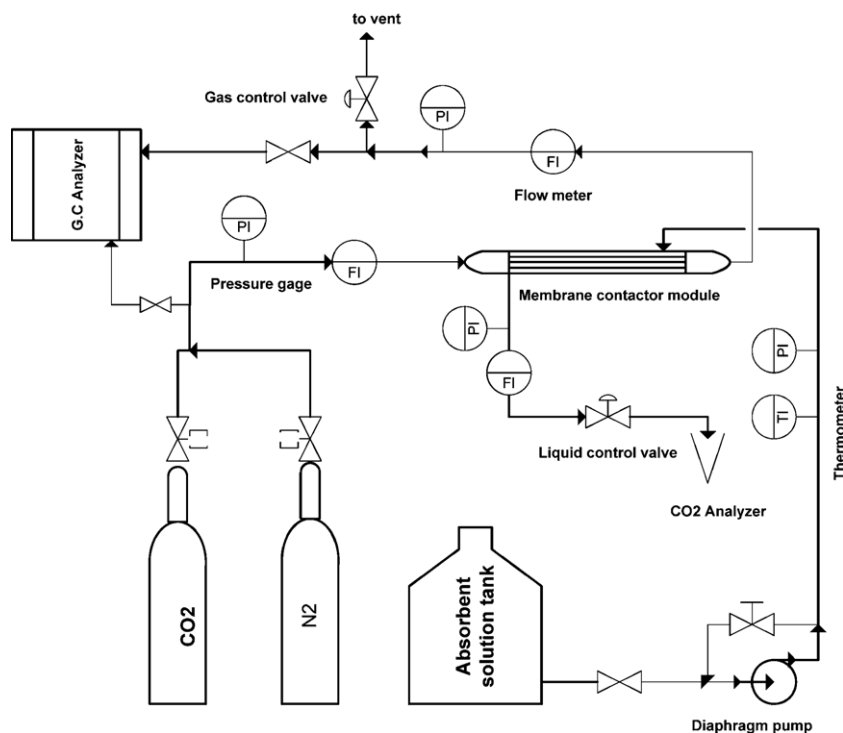 to vent
Gas control valve
PI
G.C Analyzer
FI
Flow meter
PI
FI
Pressure gage
Membrane contactor module
PI
FI
PI
TI
Thermometer
Liquid control valve
CO2 Analyzer
CO2
N2
Absorbent
solution tank
Diaphragm pump